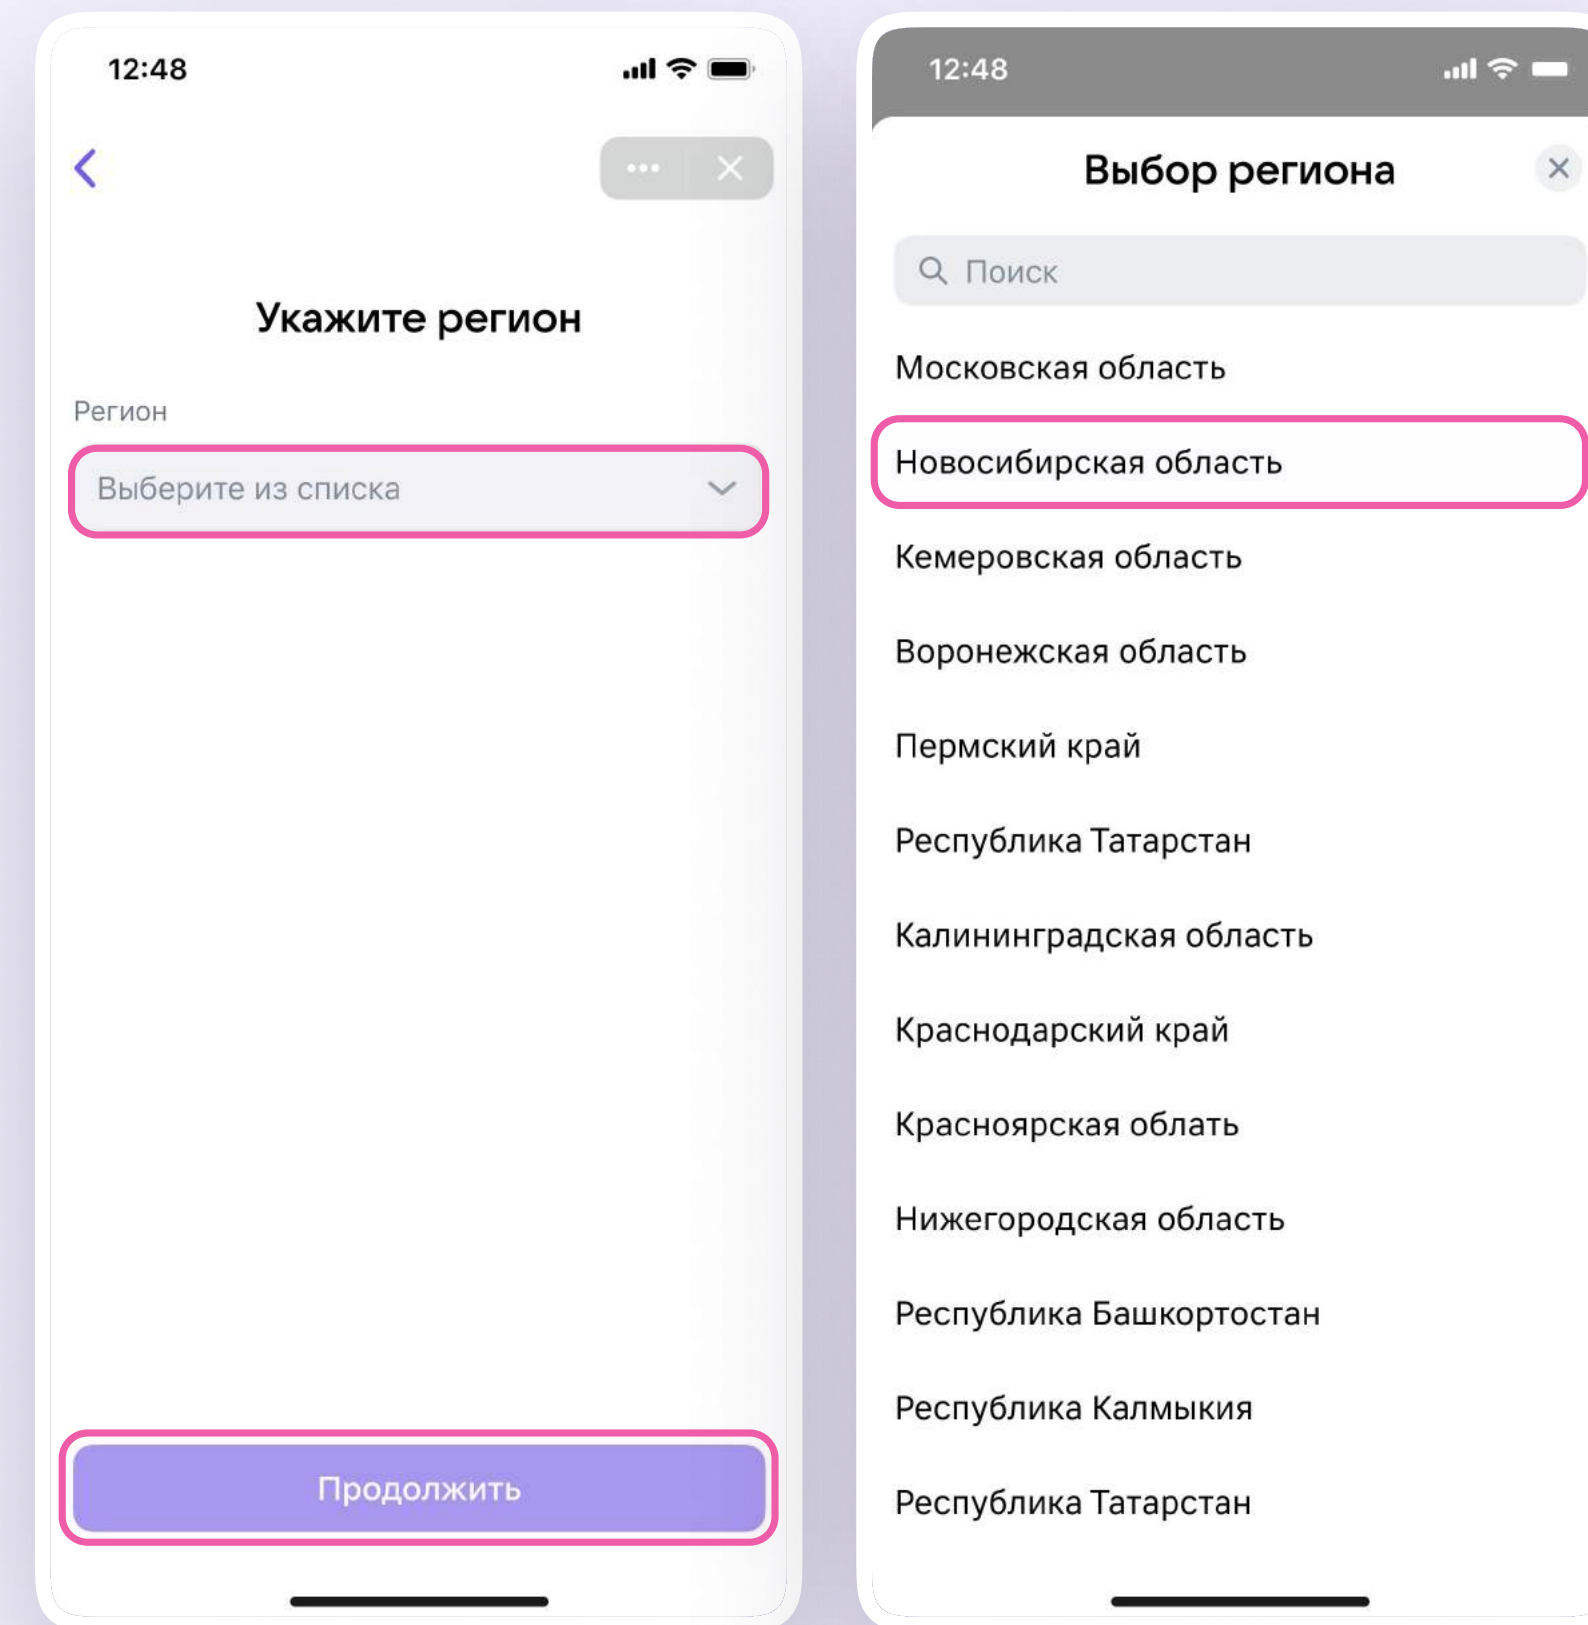 12:48
Укажите регион
Регион
Выберите из списка
Продолжить
12:48
Выбор региона
Поиск
Московская область
Новосибирская область
Кемеровская область
Воронежская область
Пермский край
Республика Татарстан
Калининградская область
Краснодарский край
Красноярская облать
Нижегородская область
Республика Башкортостан
Республика Калмыкия
Республика Татарстан